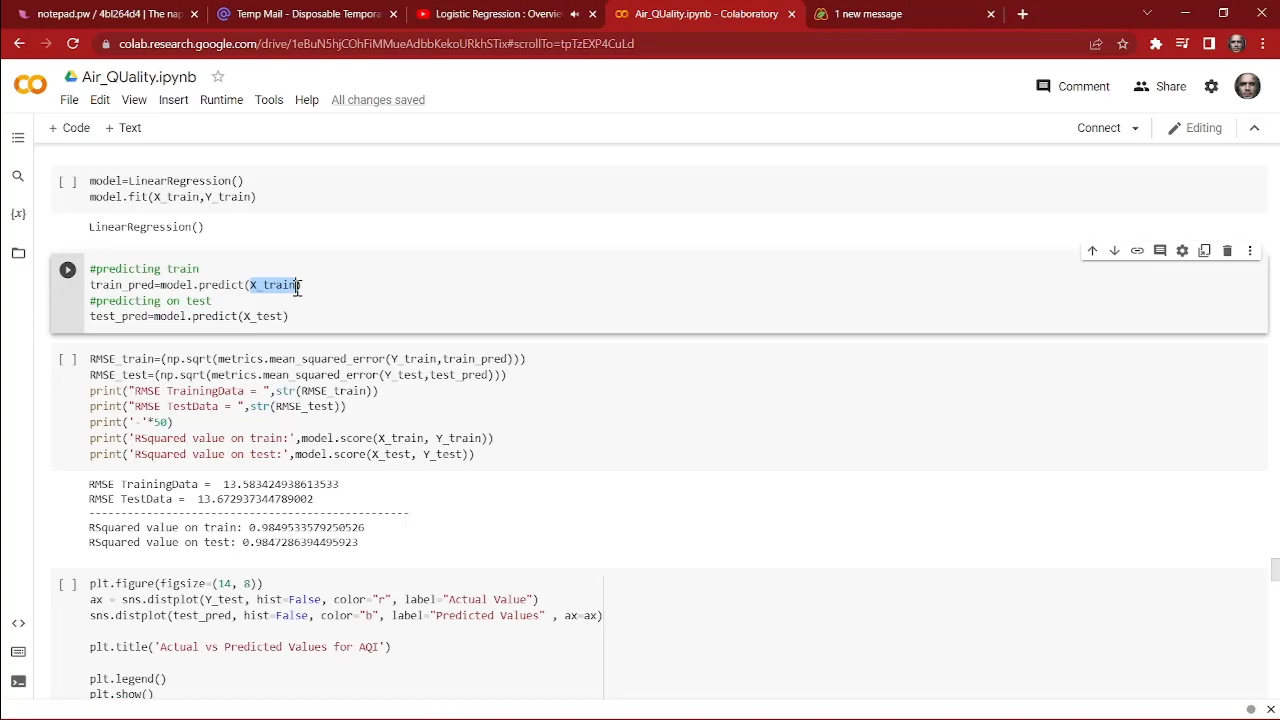 notepad.pw / 4bl264d4 | The nap
Temp Mail - Disposable Tempora
Logistic Regression : Overvie
Air_QUality.ipynb - Colaboratory
1 new message
colab.research.google.com/drive/1eBuN5hjCOhFiMMueAdbbKekoURkhSTix#scrollTo=tpTzEXP4CuLd
CO
Air_QUality.ipynb
Comment
Share
File Edit View Insert Runtime Tools Help All changes saved
+ Code + Text
Connect
Editing
{x}
[ ] model=LinearRegression()
model.fit(X_train,Y_train)
LinearRegression()
#predicting train
train_pred=model.predict(X_train)
#predicting on test
test_pred=model.predict(X_test)
[ ] RMSE_train=(np.sqrt(metrics.mean_squared_error(Y_train,train_pred)))
RMSE_test=(np.sqrt(metrics.mean_squared_error(Y_test,test_pred)))
print("RMSE TrainingData = ",str(RMSE_train))
print("RMSE TestData = ",str(RMSE_test))
print('-'*50)
print('RSquared value on train:',model.score(X_train, Y_train))
print('RSquared value on test:',model.score(X_test, Y_test))
RMSE TrainingData =  13.583424938613533
RMSE TestData =  13.672937344789002
--------------------------------------------------
RSquared value on train: 0.9849533579250526
RSquared value on test: 0.9847286394495923
[ ] plt.figure(figsize=(14, 8))
ax = sns.distplot(Y_test, hist=False, color="r", label="Actual Value")
sns.distplot(test_pred, hist=False, color="b", label="Predicted Values" , ax=ax)
plt.title('Actual vs Predicted Values for AQI')
plt.legend()
plt.show()